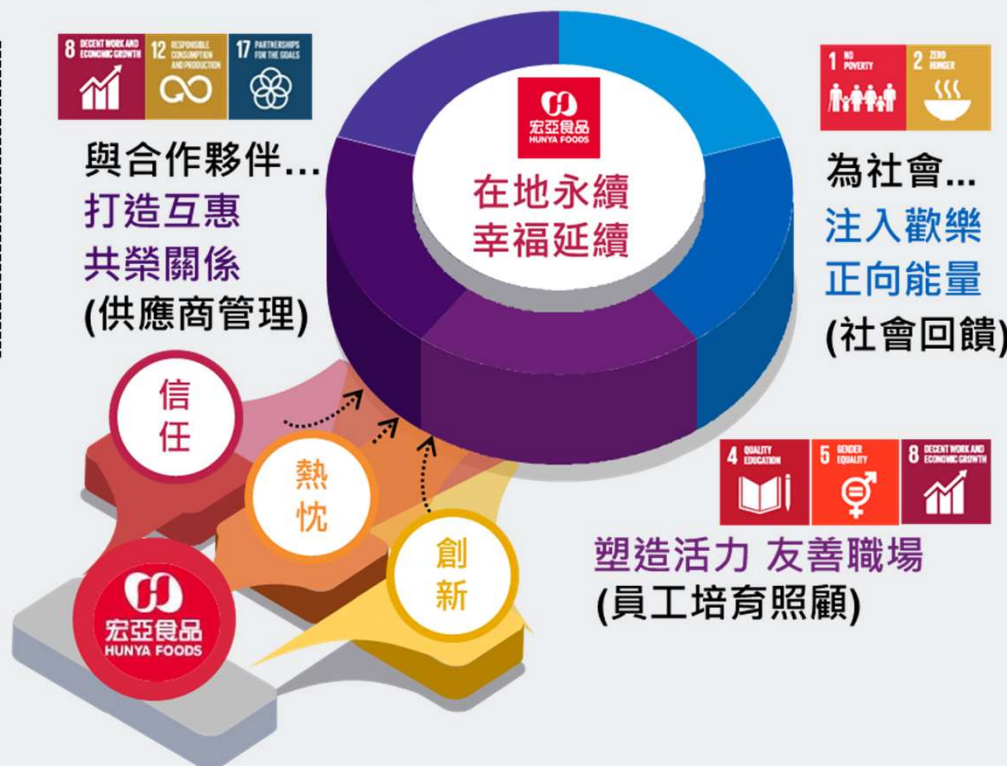 8 DECENT WORK AND
ECONOMIC GROWTH
12 RESPONSIBLE
CONSUMPTION
AND PRODUCTION
17 PARTNERSHIPS
FOR THE GOALS
與合作夥伴...
打造互惠
共榮關係
(供應商管理)
宏亞食品
HUNYA FOODS
在地永續
幸福延續
1 NO
POVERTY
2 ZERO
HUNGER
為社會...
注入歡樂
正向能量
(社會回饋)
信任
熱忱
創新
宏亞食品
HUNYA FOODS
4 QUALITY
EDUCATION
5 GENDER
EQUALITY
8 DECENT WORK AND
ECONOMIC GROWTH
塑造活力 友善職場
(員工培育照顧)